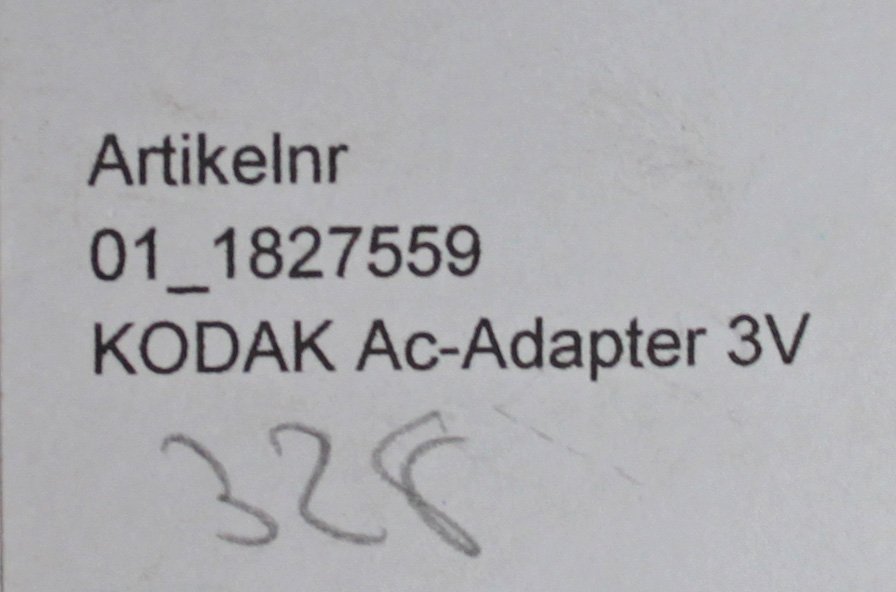 Artikelnr
01_1827559
KODAK Ac-Adapter 3V
328